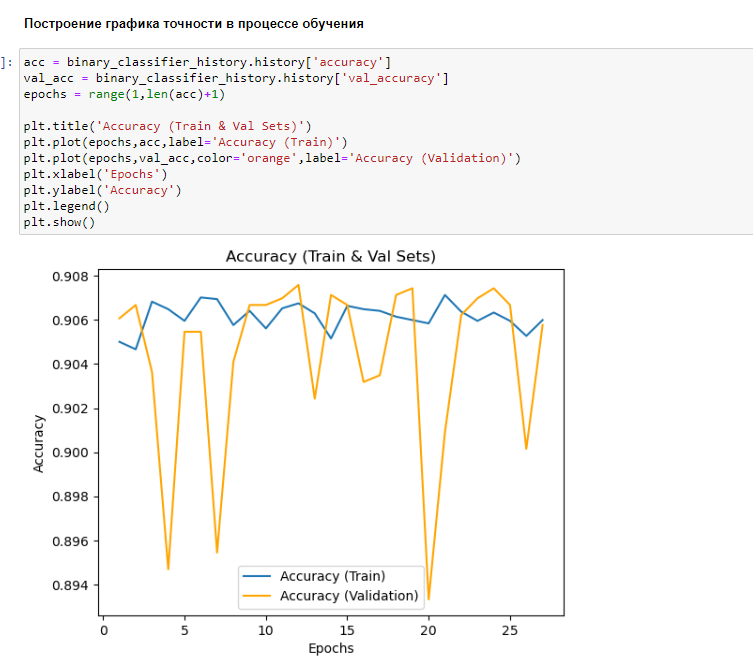 Построение графика точности в процессе обучения
]:
acc = binary_classifier_history.history['accuracy']
val_acc = binary_classifier_history.history['val_accuracy']
epochs = range(1,len(acc)+1)
plt.title('Accuracy (Train & Val Sets)')
plt.plot(epochs,acc,label='Accuracy (Train)')
plt.plot(epochs,val_acc,color='orange',label='Accuracy (Validation)')
plt.xlabel('Epochs')
plt.ylabel('Accuracy')
plt.legend()
plt.show()
Accuracy (Train & Val Sets)
0.908
0.906
0.904
0.902
0.900
0.898
0.896
0.894
Accuracy
Accuracy (Train)
Accuracy (Validation)
0 5 10 15 20 25
Epochs